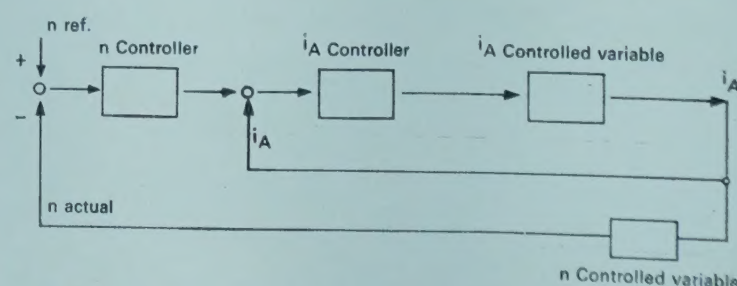 n ref.
+
n Controller
iA Controller
iA Controlled variable
iA
−
iA
n actual
n Controlled variable